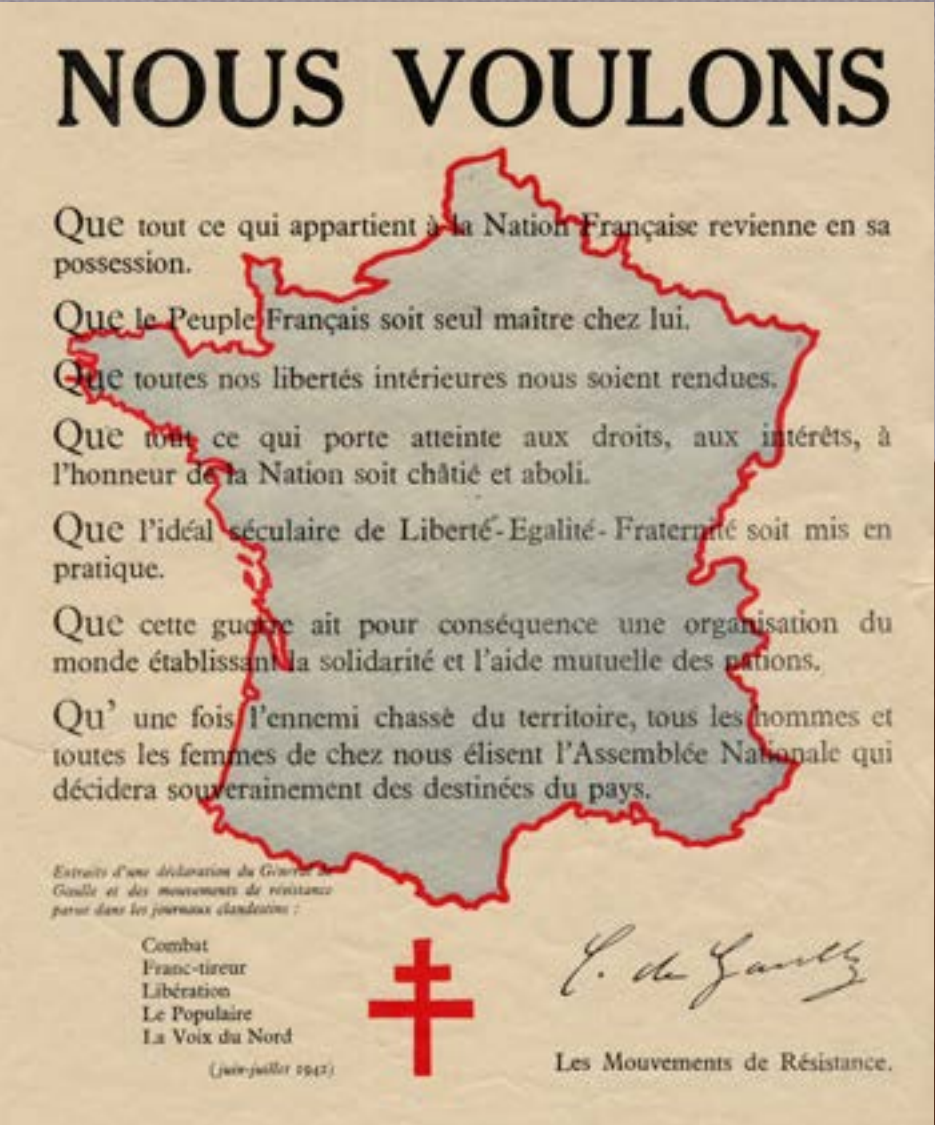 NOUS VOULONS
Que tout ce qui appartient à la Nation Française revienne en sa
possession.
Que le Peuple Français soit seul maître chez lui.
Que toutes nos libertés intérieures nous soient rendues.
Que tout ce qui porte atteinte aux droits, aux intérêts, à
l'honneur de la Nation soit châtié et aboli.
Que l'idéal séculaire de Liberté-Egalité-Fraternité soit mis en
pratique.
Que cette guerre ait pour conséquence une organisation du
monde établissant la solidarité et l'aide mutuelle des nations.
Qu' une fois l'ennemi chassè du territoire, tous les hommes et
toutes les femmes de chez nous élisent l'Assemblée Nationale qui
décidera souverainement des destinées du pays.
Extraits d'une déclaration du Général de
Gaulle et des mouvements de résistance
parue dans les journaux clandestins :
Combat
Franc-tireur
Libération
Le Populaire
La Voix du Nord
(juin-juillet 1942)
C. de Gaulle
Les Mouvements de Résistance.